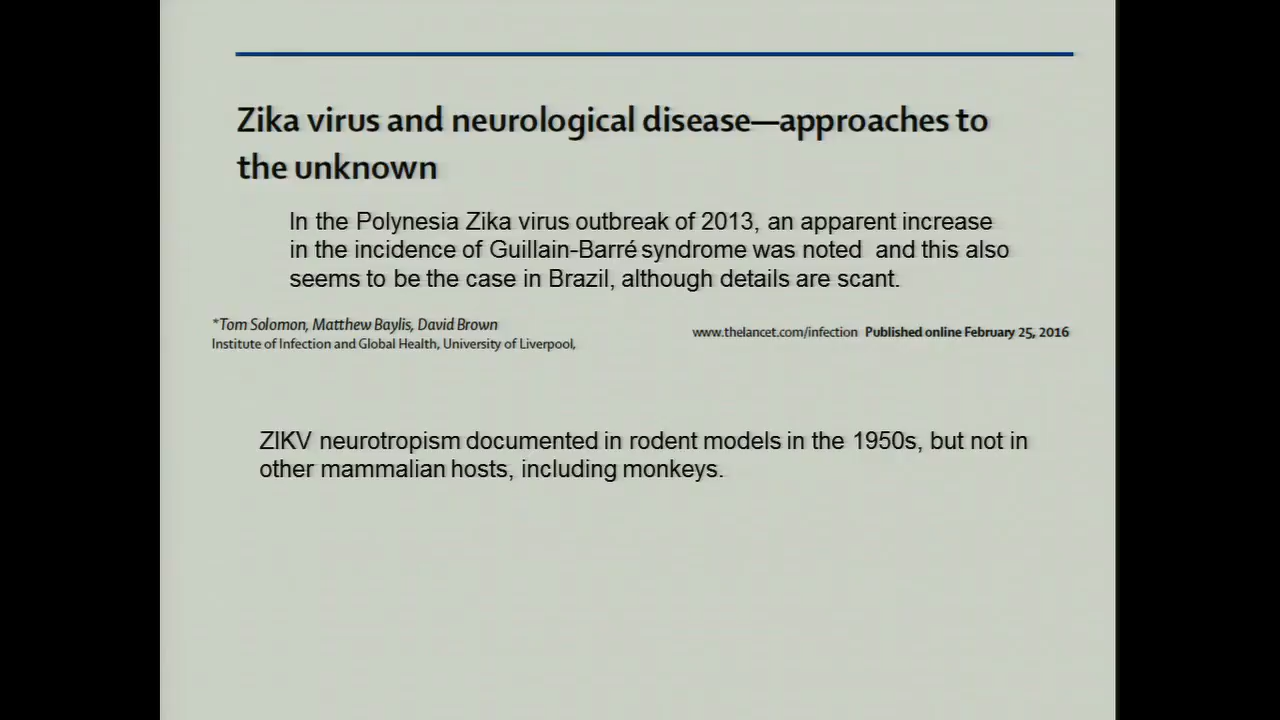 Zika virus and neurological disease—approaches to
the unknown
In the Polynesia Zika virus outbreak of 2013, an apparent increase
in the incidence of Guillain-Barré syndrome was noted and this also
seems to be the case in Brazil, although details are scant.
*Tom Solomon, Matthew Baylis, David Brown
Institute of Infection and Global Health, University of Liverpool,
www.thelancet.com/infection Published online February 25, 2016
ZIKV neurotropism documented in rodent models in the 1950s, but not in
other mammalian hosts, including monkeys.